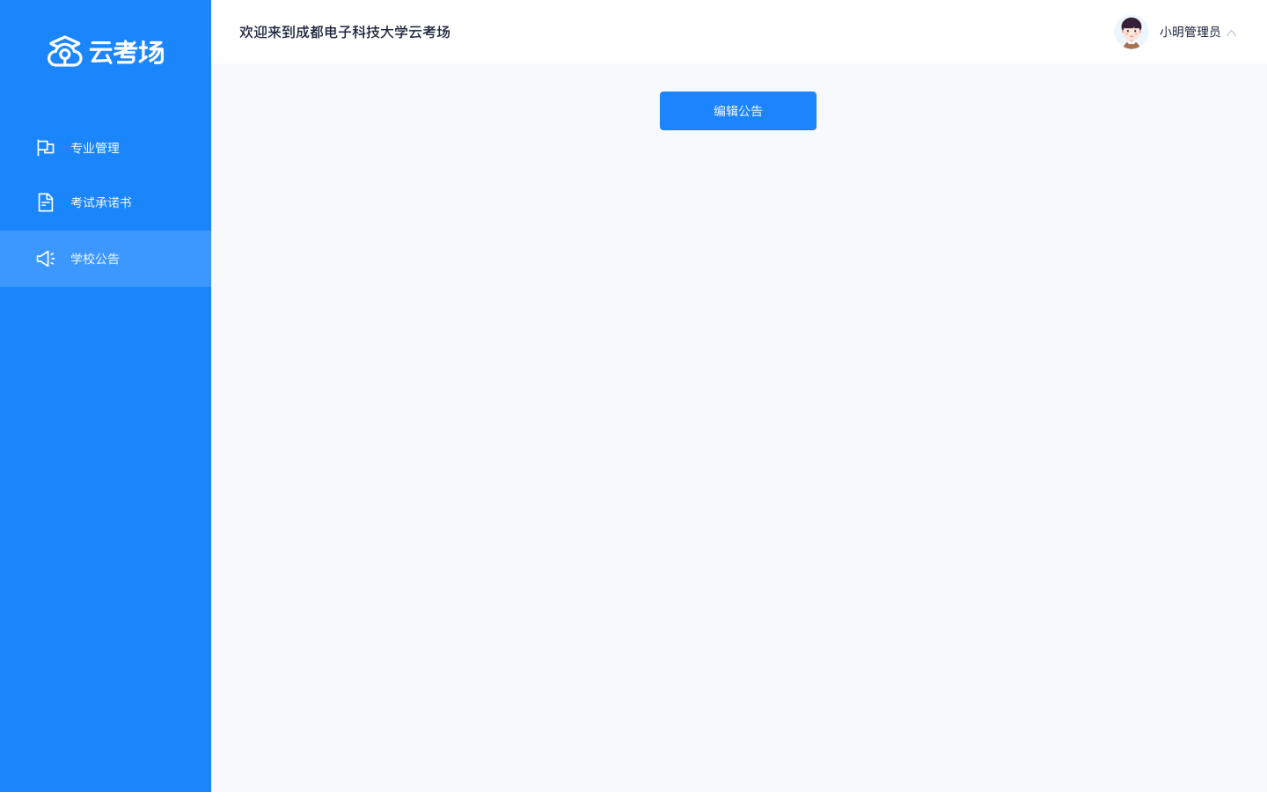 云考场
欢迎来到成都电子科技大学云考场
小明管理员
专业管理
考试承诺书
学校公告
编辑公告